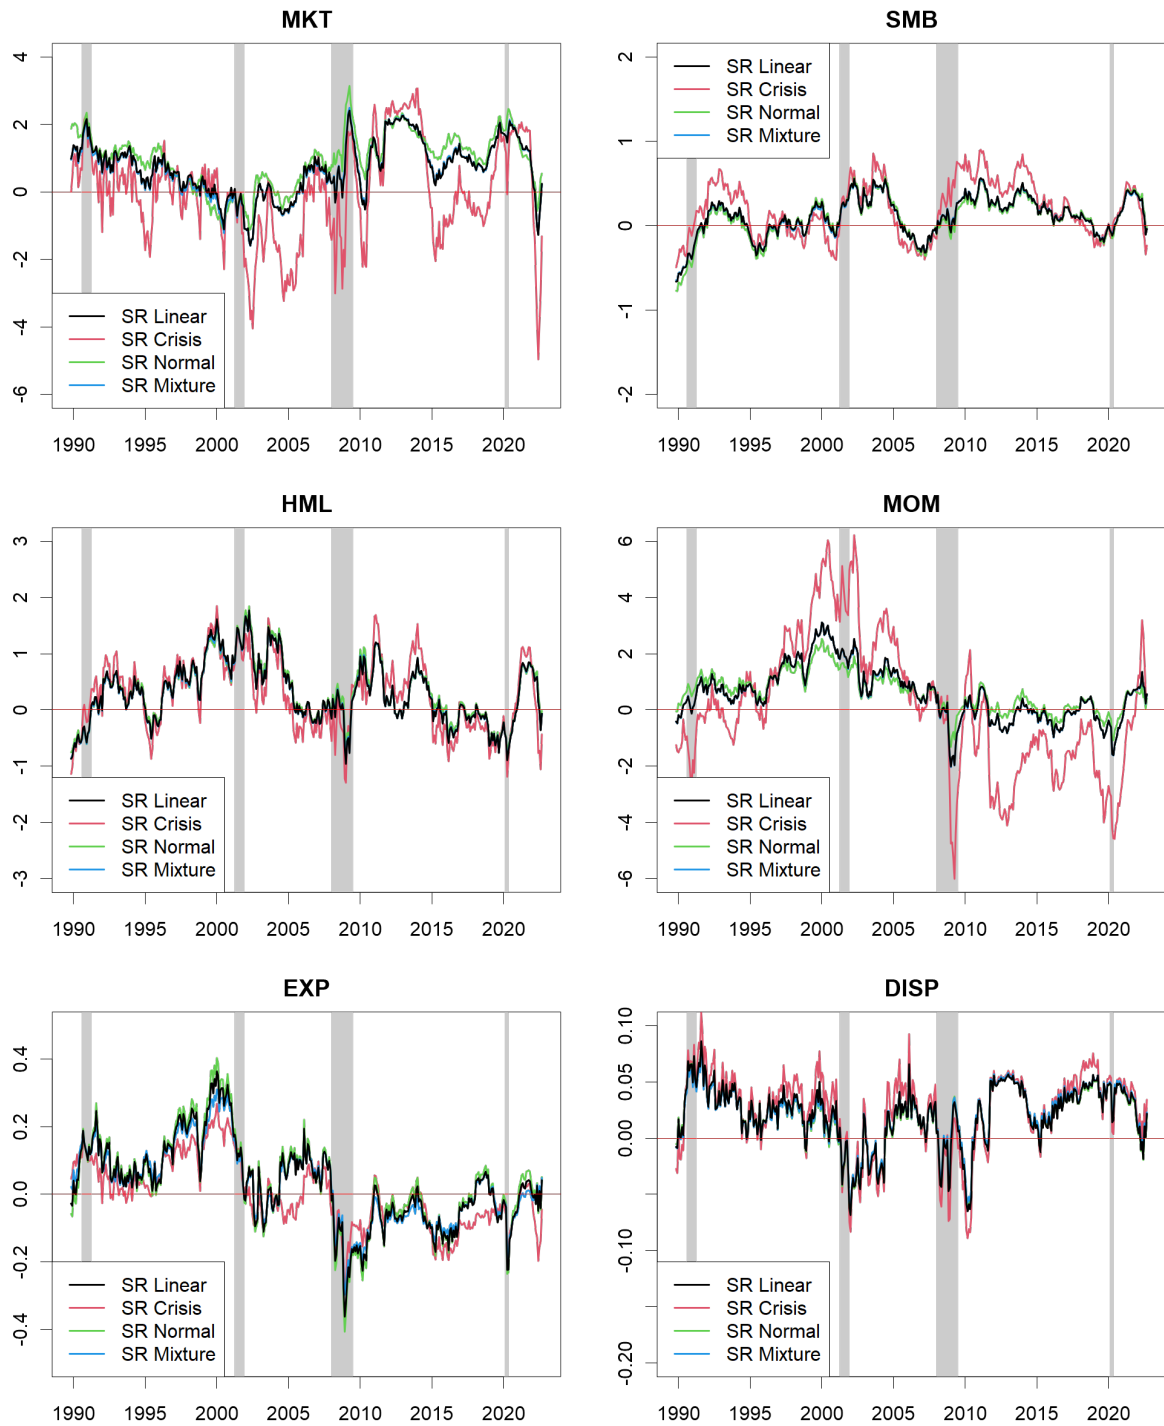 MKT
4
2
0
-2
-4
-6
SR Linear
SR Crisis
SR Normal
SR Mixture
1990 1995 2000 2005 2010 2015 2020
SMB
2
1
0
-1
-2
SR Linear
SR Crisis
SR Normal
SR Mixture
1990 1995 2000 2005 2010 2015 2020
HML
3
2
1
0
-1
-2
-3
SR Linear
SR Crisis
SR Normal
SR Mixture
1990 1995 2000 2005 2010 2015 2020
MOM
6
4
2
0
-2
-4
-6
SR Linear
SR Crisis
SR Normal
SR Mixture
1990 1995 2000 2005 2010 2015 2020
EXP
0.4
0.2
0.0
-0.2
-0.4
SR Linear
SR Crisis
SR Normal
SR Mixture
1990 1995 2000 2005 2010 2015 2020
DISP
0.10
0.05
0.00
-0.10
-0.20
SR Linear
SR Crisis
SR Normal
SR Mixture
1990 1995 2000 2005 2010 2015 2020